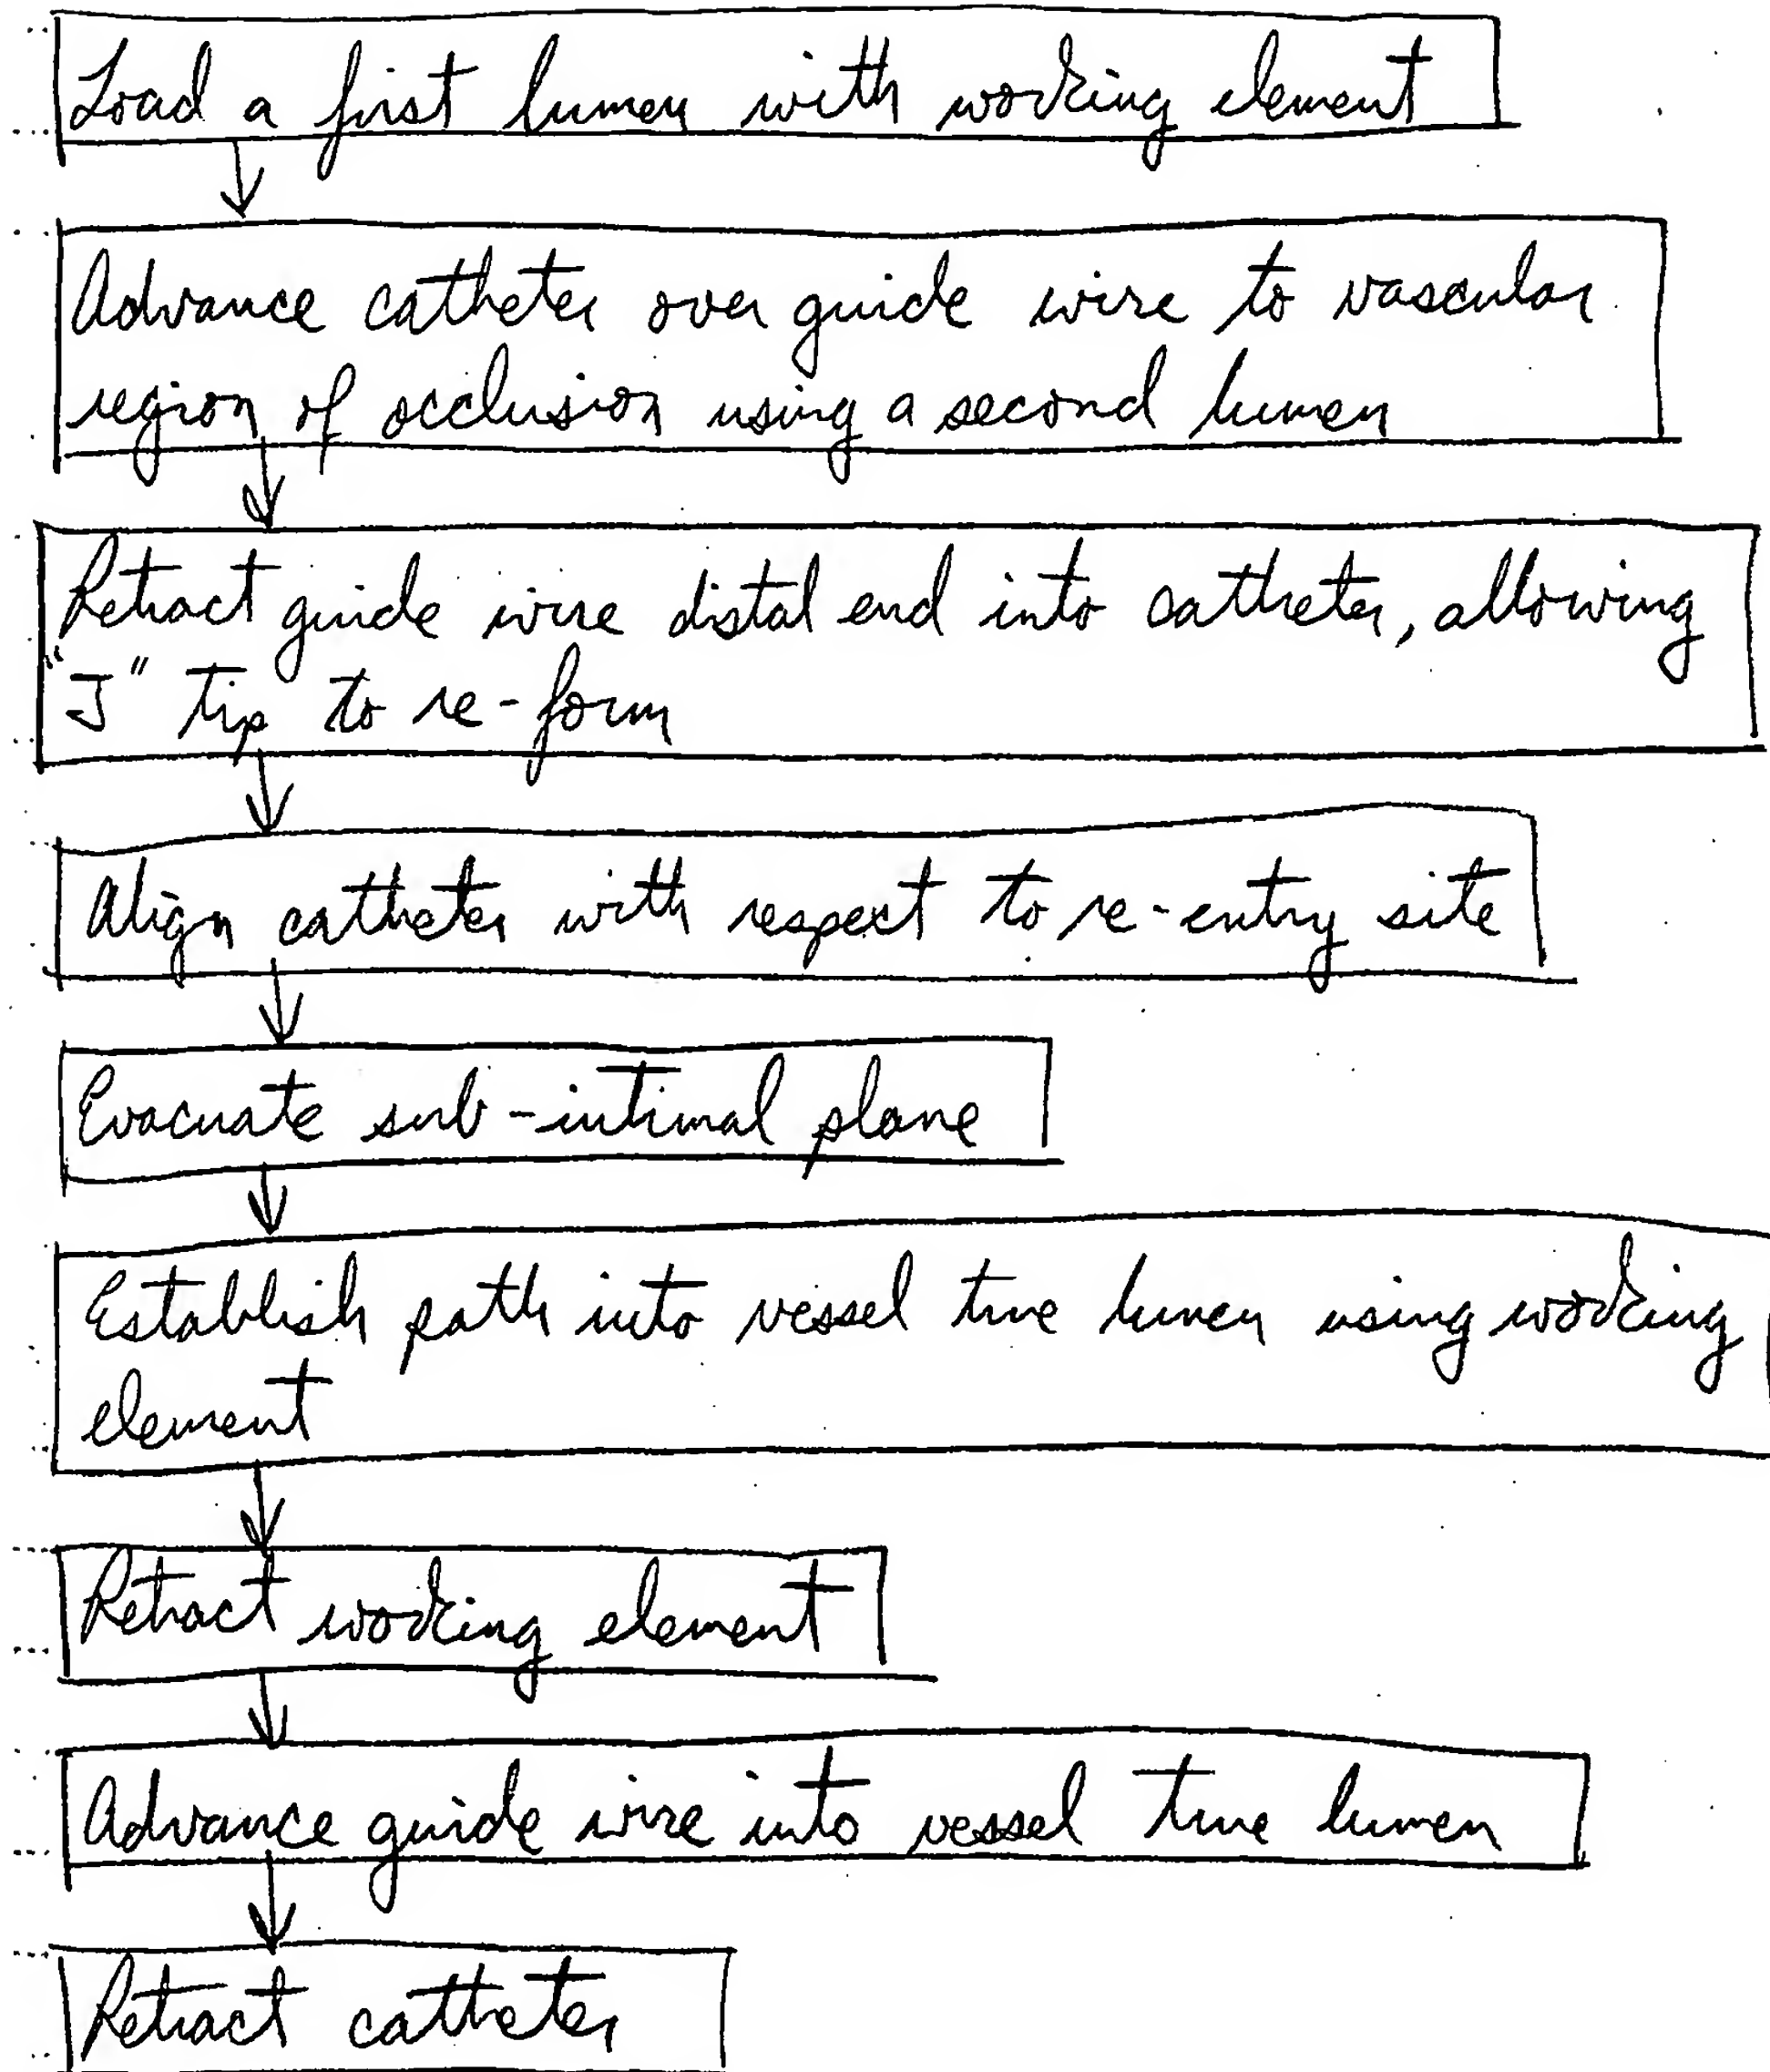 Load a first lumen with working element
Advance catheter over guide wire to vascular
region of occlusion using a second lumen
Retract guide wire distal end into catheter, allowing
"J" tip to re-form
Align catheter with respect to re-entry site
Evacuate sub-intimal plane
Establish path into vessel true lumen using working
element
Retract working element
Advance guide wire into vessel true lumen
Retract catheter